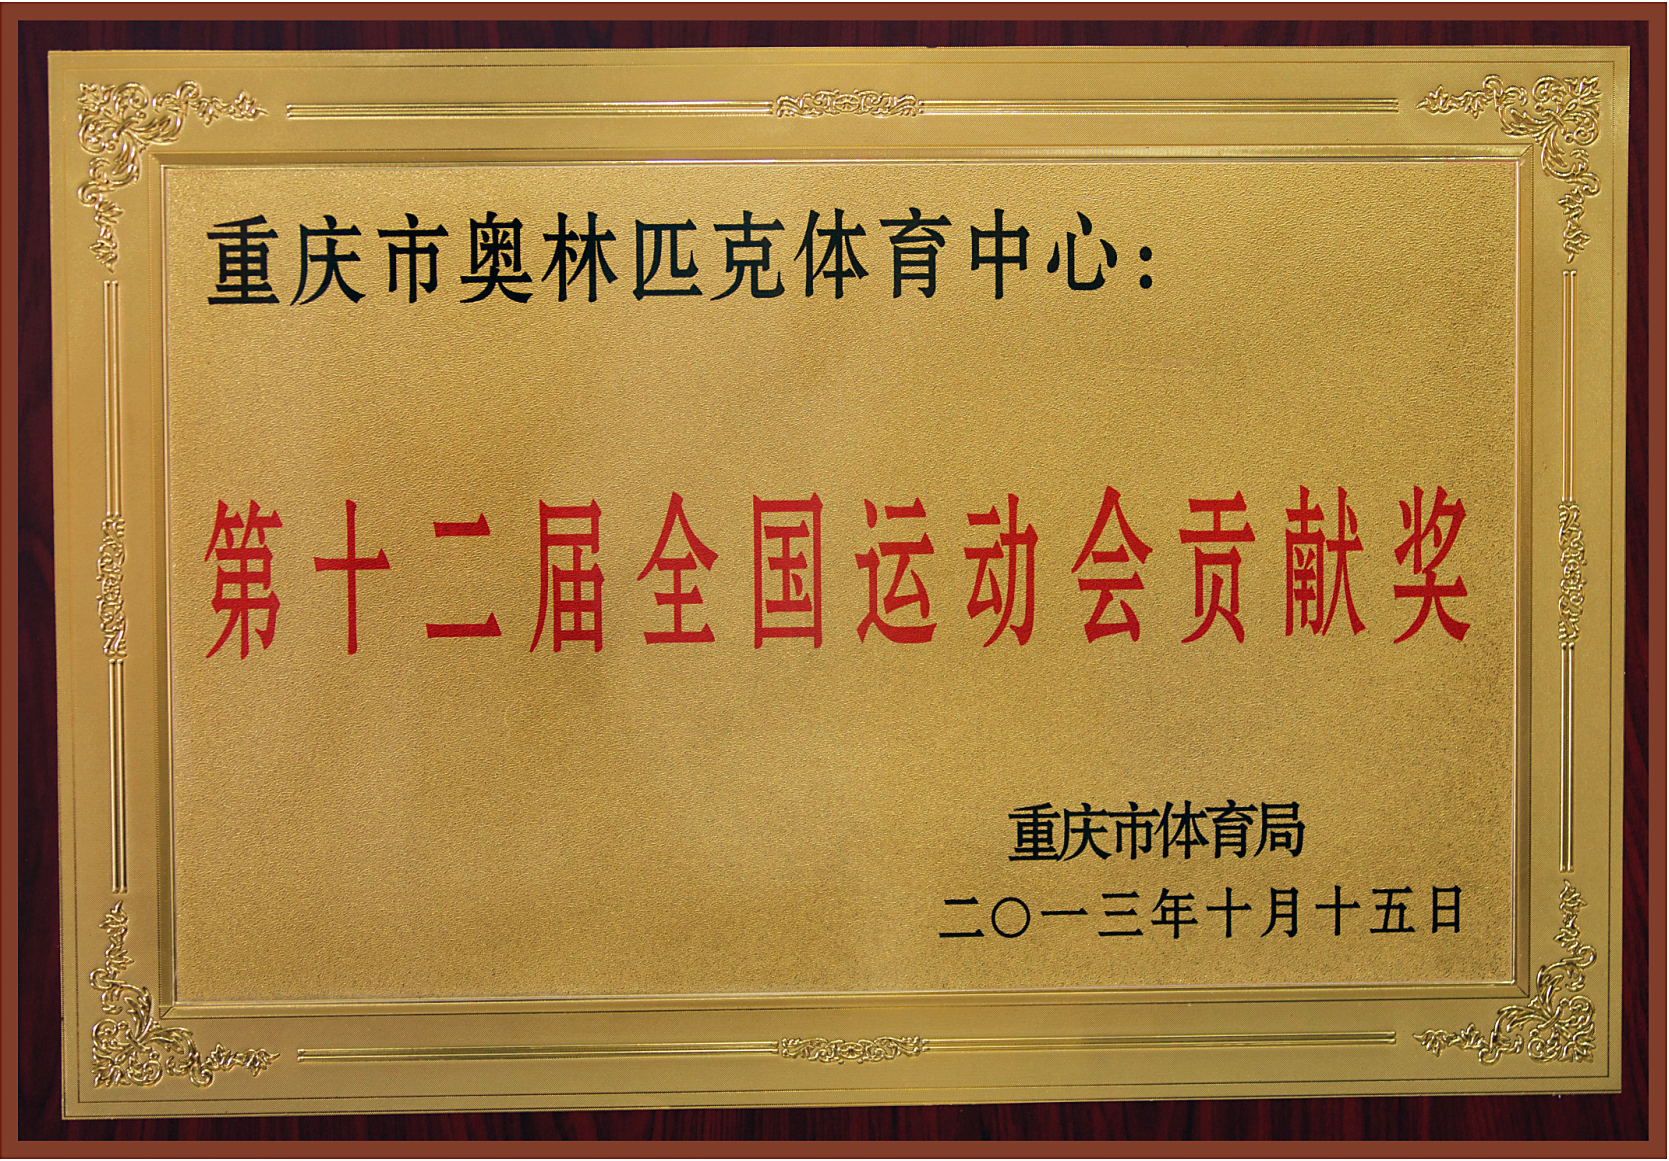 重庆市奥林匹克体育中心：
第十二届全国运动会贡献奖
重庆市体育局
二〇一三年十月十五日